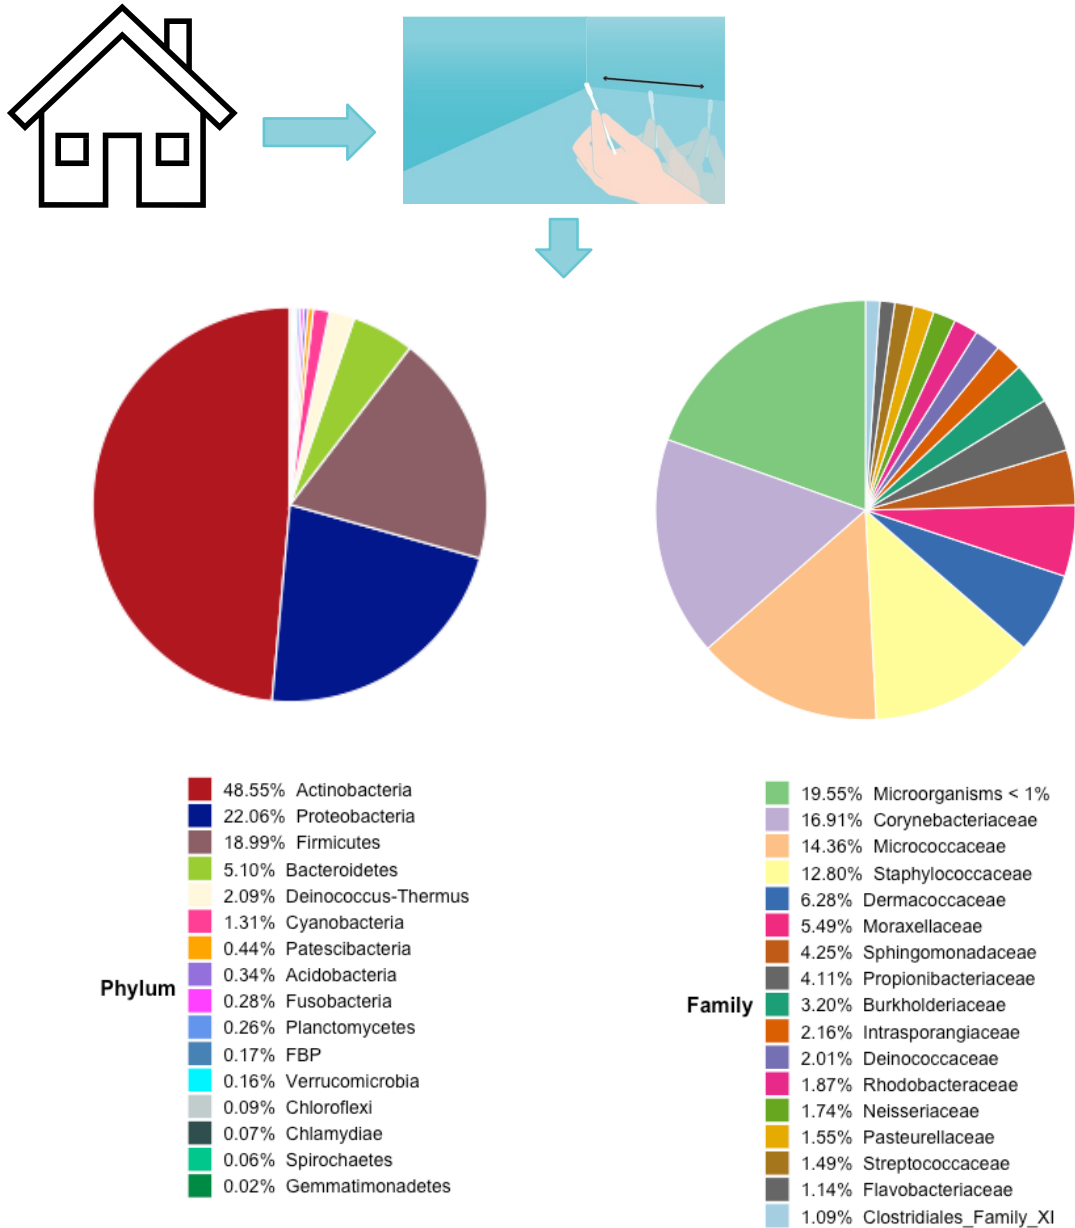 48.55% Actinobacteria
22.06% Proteobacteria
18.99% Firmicutes
5.10% Bacteroidetes
2.09% Deinococcus-Thermus
1.31% Cyanobacteria
0.44% Patescibacteria
0.34% Acidobacteria
Phylum
0.28% Fusobacteria
0.26% Planctomycetes
0.17% FBP
0.16% Verrucomicrobia
0.09% Chloroflexi
0.07% Chlamydiae
0.06% Spirochaetes
0.02% Gemmatimonadetes
19.55% Microorganisms < 1%
16.91% Corynebacteriaceae
14.36% Micrococcaceae
12.80% Staphylococcaceae
6.28% Dermacoccaceae
5.49% Moraxellaceae
4.25% Sphingomonadaceae
4.11% Propionibacteriaceae
Family
3.20% Burkholderiaceae
2.16% Intrasporangiaceae
2.01% Deinococcaceae
1.87% Rhodobacteraceae
1.74% Neisseriaceae
1.55% Pasteurellaceae
1.49% Streptococcaceae
1.14% Flavobacteriaceae
1.09% Clostridiales_Family_XI